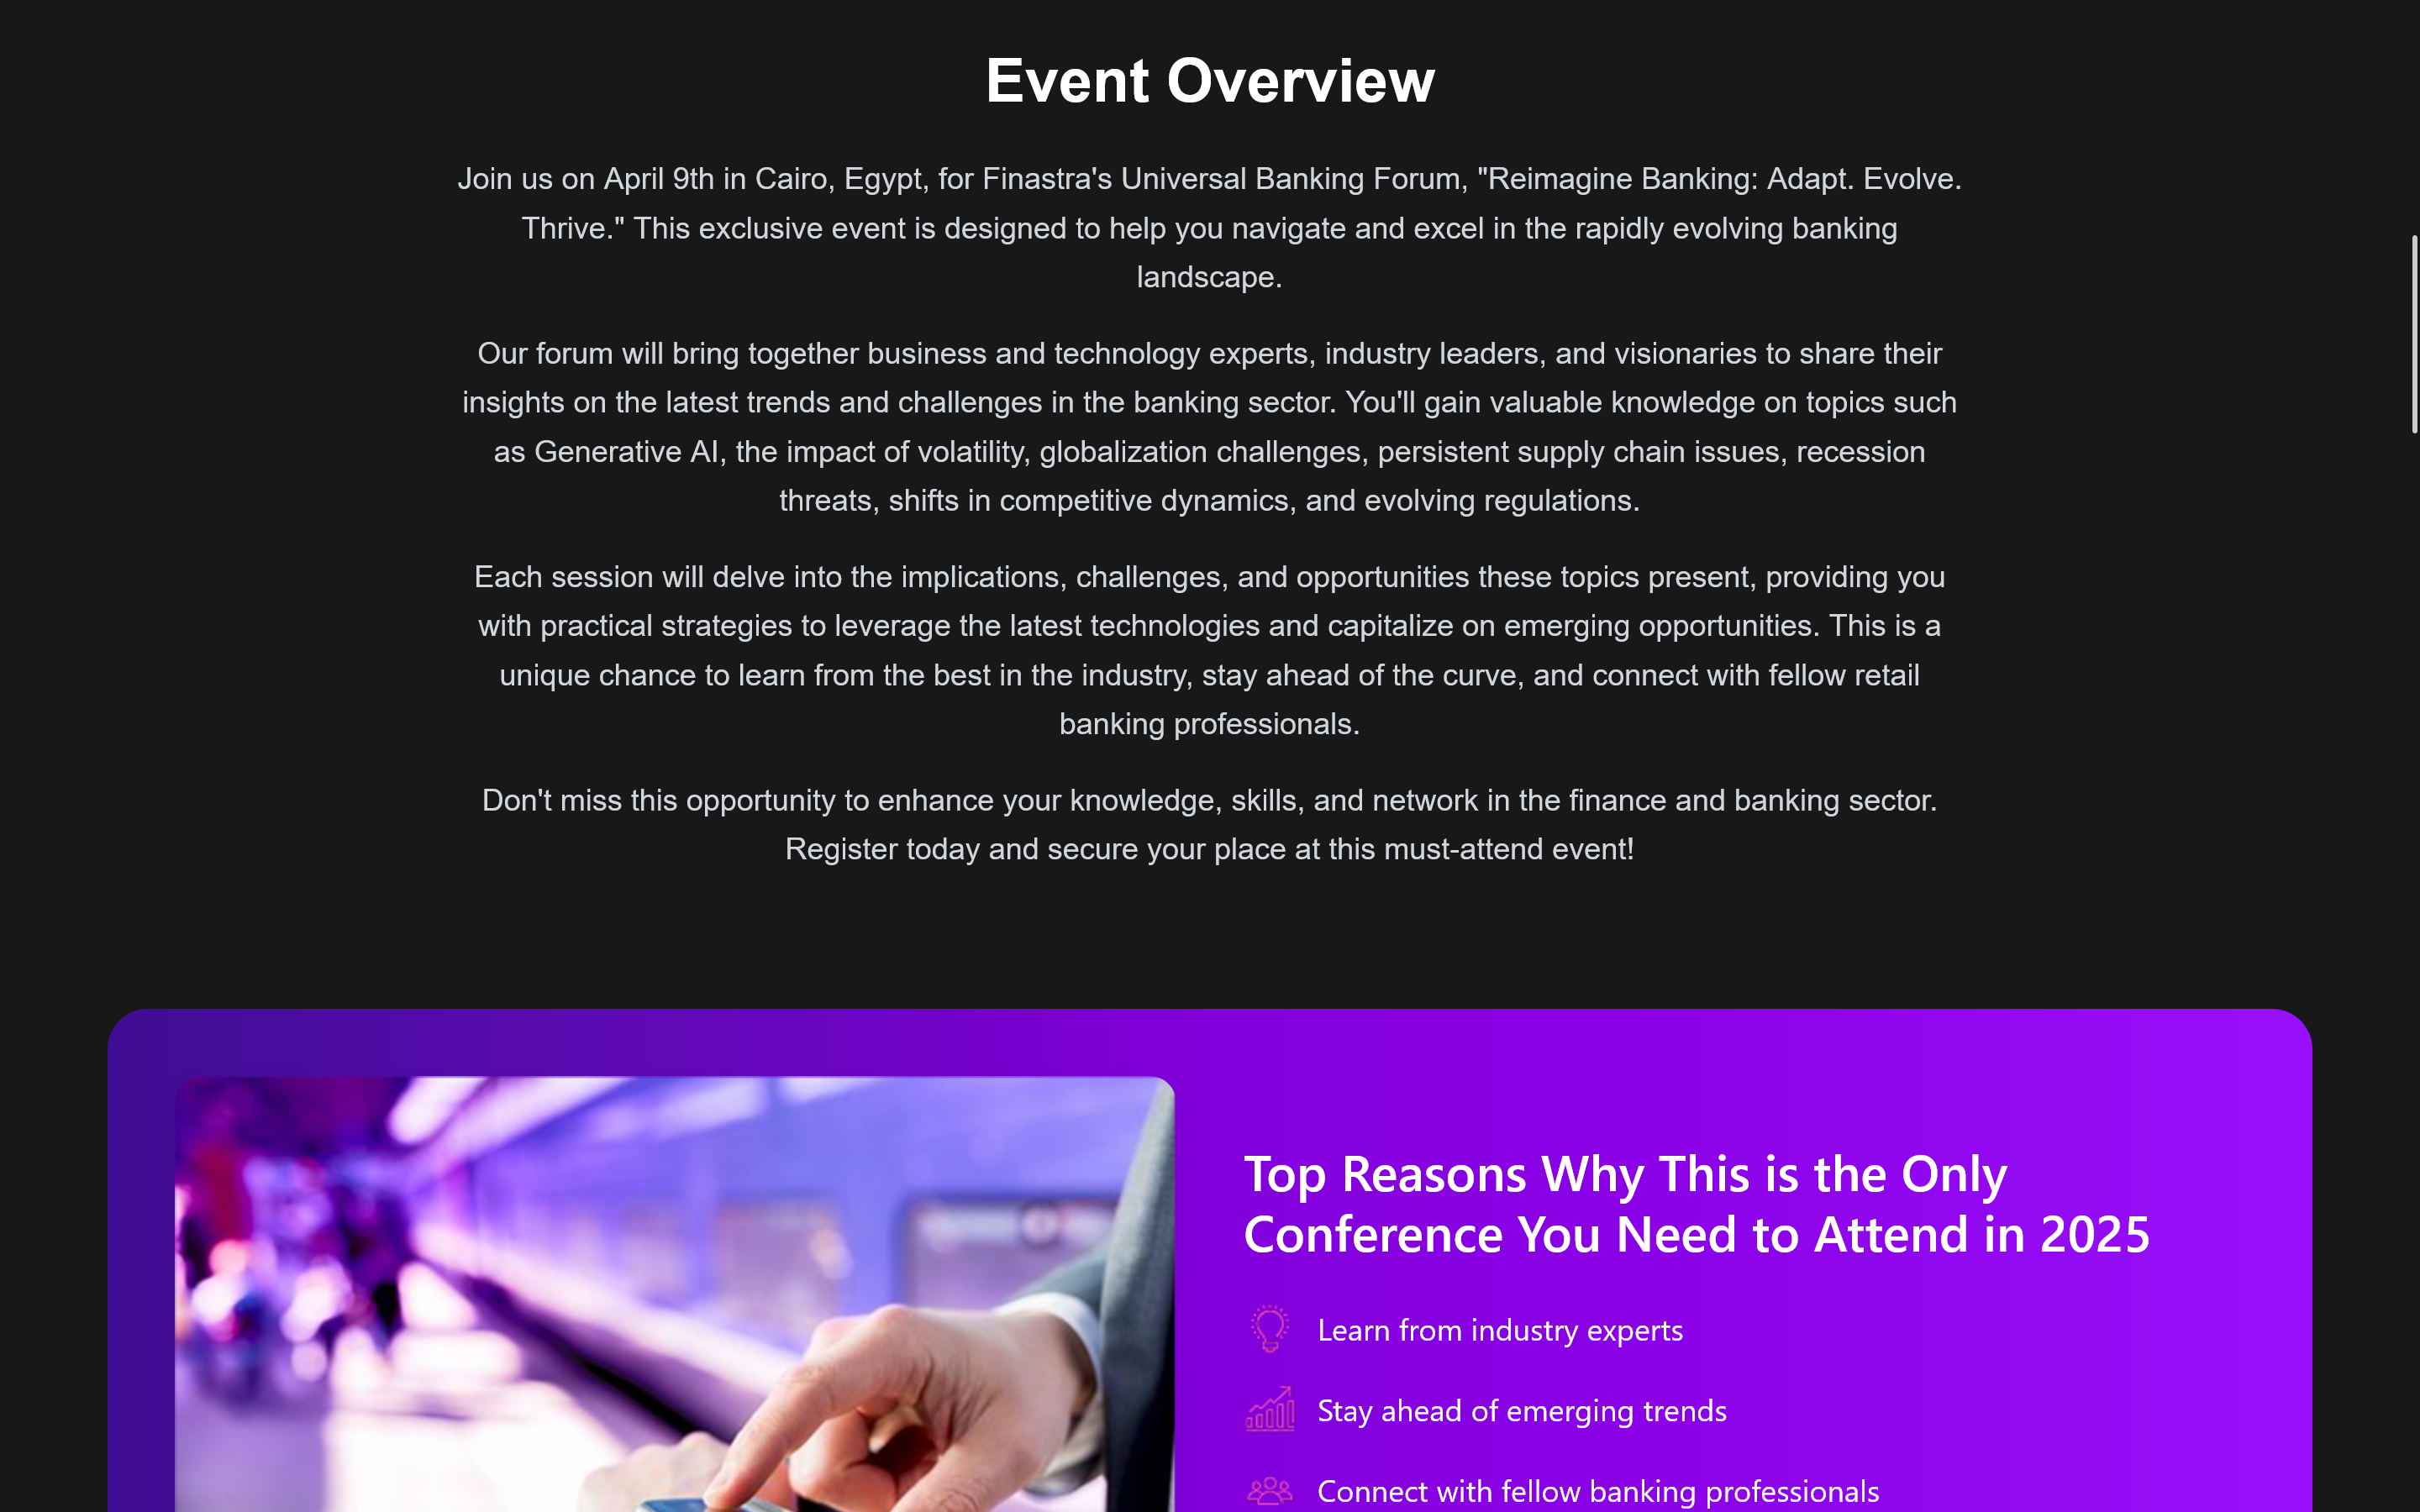 Event Overview
Join us on April 9th in Cairo, Egypt, for Finastra's Universal Banking Forum, "Reimagine Banking: Adapt. Evolve.
Thrive." This exclusive event is designed to help you navigate and excel in the rapidly evolving banking
landscape.
Our forum will bring together business and technology experts, industry leaders, and visionaries to share their
insights on the latest trends and challenges in the banking sector. You'll gain valuable knowledge on topics such
as Generative AI, the impact of volatility, globalization challenges, persistent supply chain issues, recession
threats, shifts in competitive dynamics, and evolving regulations.
Each session will delve into the implications, challenges, and opportunities these topics present, providing you
with practical strategies to leverage the latest technologies and capitalize on emerging opportunities. This is a
unique chance to learn from the best in the industry, stay ahead of the curve, and connect with fellow retail
banking professionals.
Don't miss this opportunity to enhance your knowledge, skills, and network in the finance and banking sector.
Register today and secure your place at this must-attend event!
Top Reasons Why This is the Only
Conference You Need to Attend in 2025
Learn from industry experts
Stay ahead of emerging trends
Connect with fellow banking professionals